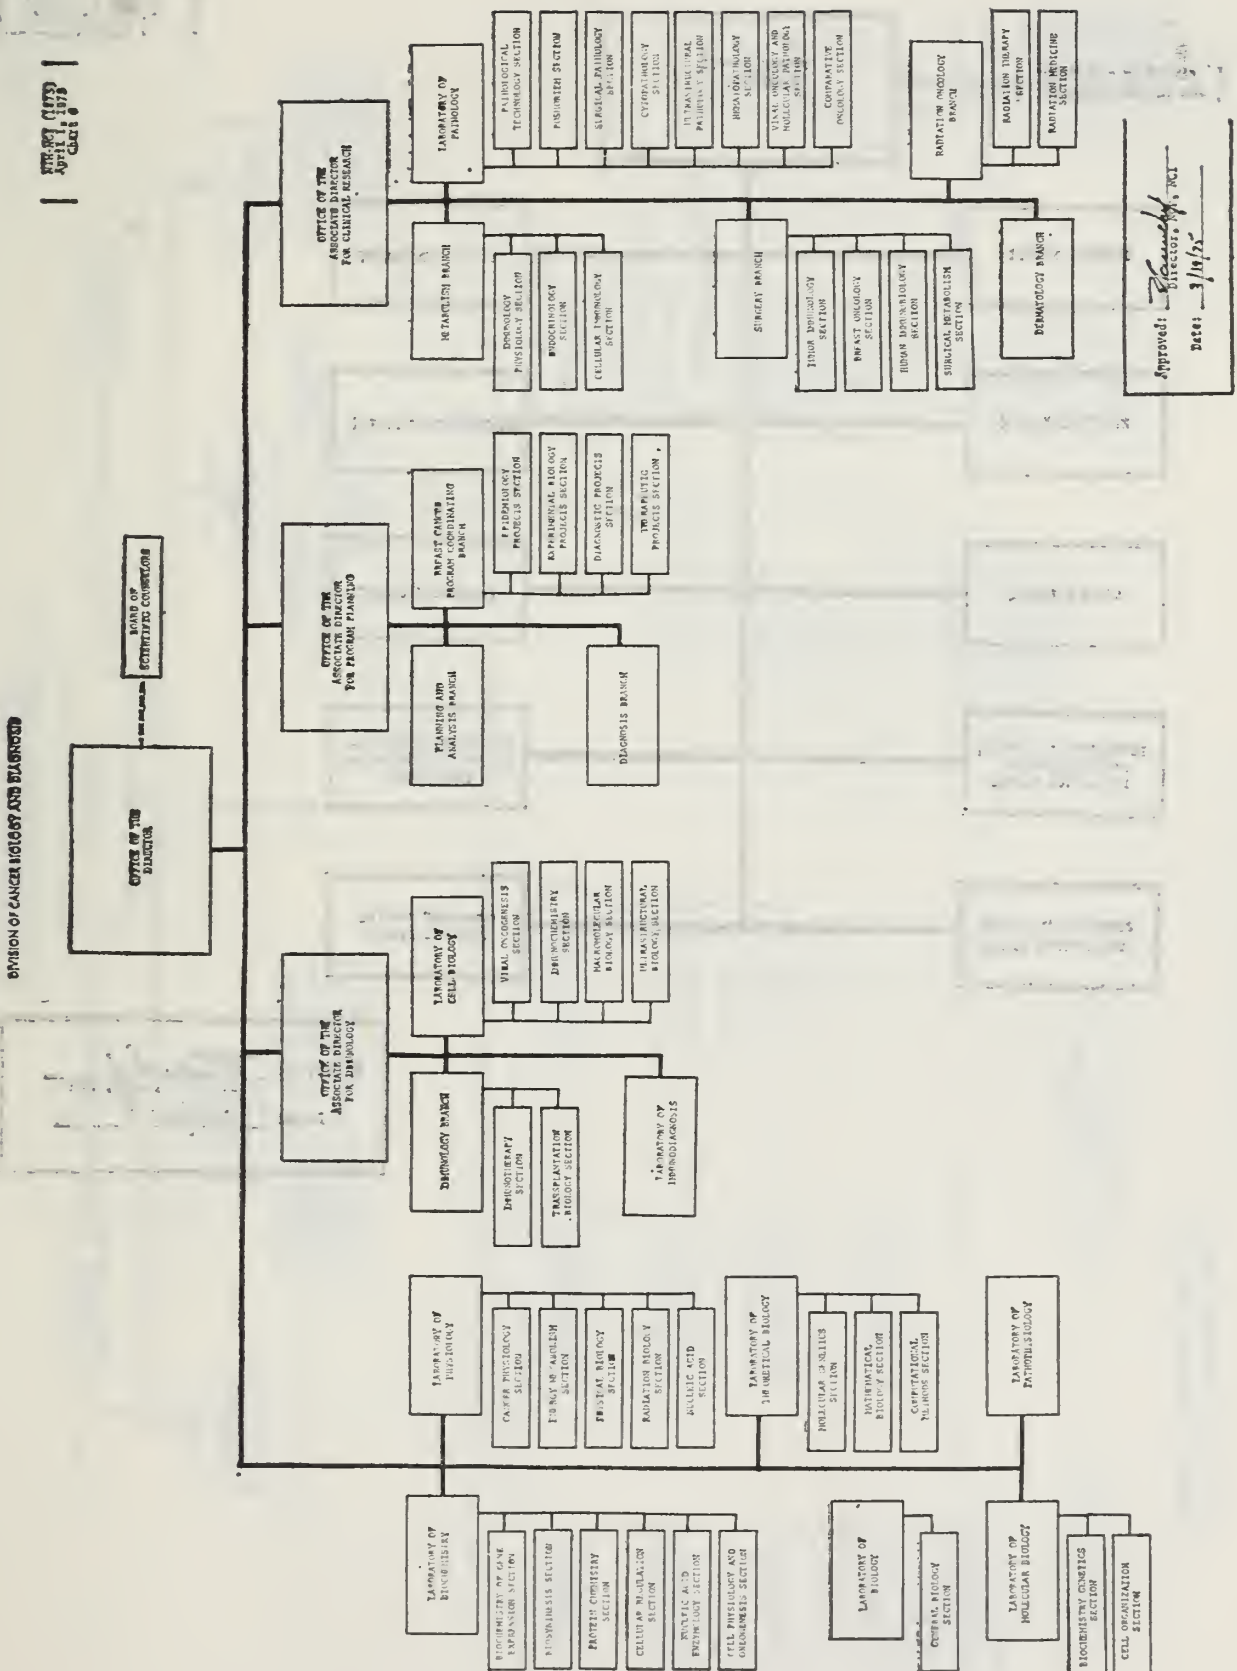 NIH-NCI (1875)
April 1, 1975
DIVISION OF CANCER BIOLOGY AND DIAGNOSIS
OFFICE OF THE
DIRECTOR
BOARD OF
SCIENTIFIC COUNSELORS
LABORATORY OF
BIOCHEMISTRY
BIOCHEMISTRY OF GENE
EXPRESSION SECTION
BIOSYNTHESIS SECTION
PROTEIN CHEMISTRY
SECTION
CELLULAR REGULATION
SECTION
NUCLEIC ACID
ENZYMOLOGY SECTION
CELL PHYSIOLOGY AND
ONCOGENESIS SECTION
LABORATORY OF
PHYSIOLOGY
CANCER PHYSIOLOGY
SECTION
ENERGY METABOLISM
SECTION
PHYSICAL BIOLOGY
SECTION
RADIATION BIOLOGY
SECTION
NUCLEIC ACID
SECTION
LABORATORY OF
BIOLOGY
GENERAL BIOLOGY
SECTION
LABORATORY OF
THEORETICAL BIOLOGY
MOLECULAR GENETICS
SECTION
MATHEMATICAL
BIOLOGY SECTION
COMPUTATIONAL
METHODS SECTION
LABORATORY OF
MOLECULAR BIOLOGY
BIOCHEMISTRY GENETICS
SECTION
CELL ORGANIZATION
SECTION
LABORATORY OF
PATHOPHYSIOLOGY
OFFICE OF THE
ASSOCIATE DIRECTOR
FOR IMMUNOLOGY
IMMUNOLOGY BRANCH
IMMUNOTHERAPY
SECTION
TRANSPLANTATION
BIOLOGY SECTION
LABORATORY OF
CELL BIOLOGY
VIRAL ONCOGENESIS
SECTION
IMMUNOCHEMISTRY
SECTION
MACROMOLECULAR
BIOLOGY SECTION
ULTRASTRUCTURAL
BIOLOGY SECTION
LABORATORY OF
IMMUNODIAGNOSIS
OFFICE OF THE
ASSOCIATE DIRECTOR
FOR PROGRAM PLANNING
PLANNING AND
ANALYSIS BRANCH
BREAST CANCER
PROGRAM COORDINATING
BRANCH
EPIDEMIOLOGY
PROJECTS SECTION
EXPERIMENTAL BIOLOGY
PROJECTS SECTION
DIAGNOSTIC PROJECTS
SECTION
THERAPEUTIC
PROJECTS SECTION
DIAGNOSIS BRANCH
OFFICE OF THE
ASSOCIATE DIRECTOR
FOR CLINICAL RESEARCH
METABOLISM BRANCH
IMMUNOLOGY
PHYSIOLOGY SECTION
ENDOCRINOLOGY
SECTION
CELLULAR IMMUNOLOGY
SECTION
LABORATORY OF
PATHOLOGY
PATHOLOGICAL
TECHNOLOGY SECTION
POSTMORTEM SECTION
SURGICAL PATHOLOGY
SECTION
CYTOPATHOLOGY
SECTION
ULTRASTRUCTURAL
PATHOLOGY SECTION
HEMATOPATHOLOGY
SECTION
VIRAL ONCOLOGY AND
MOLECULAR PATHOLOGY
SECTION
COMPARATIVE
ONCOLOGY SECTION
SURGERY BRANCH
TUMOR IMMUNOLOGY
SECTION
BREAST ONCOLOGY
SECTION
HUMAN IMMUNOBIOLOGY
SECTION
SURGICAL METABOLISM
SECTION
RADIATION ONCOLOGY
BRANCH
RADIATION THERAPY
SECTION
RADIATION MEDICINE
SECTION
DERMATOLOGY BRANCH
Approved:
Director, NCI
Date: